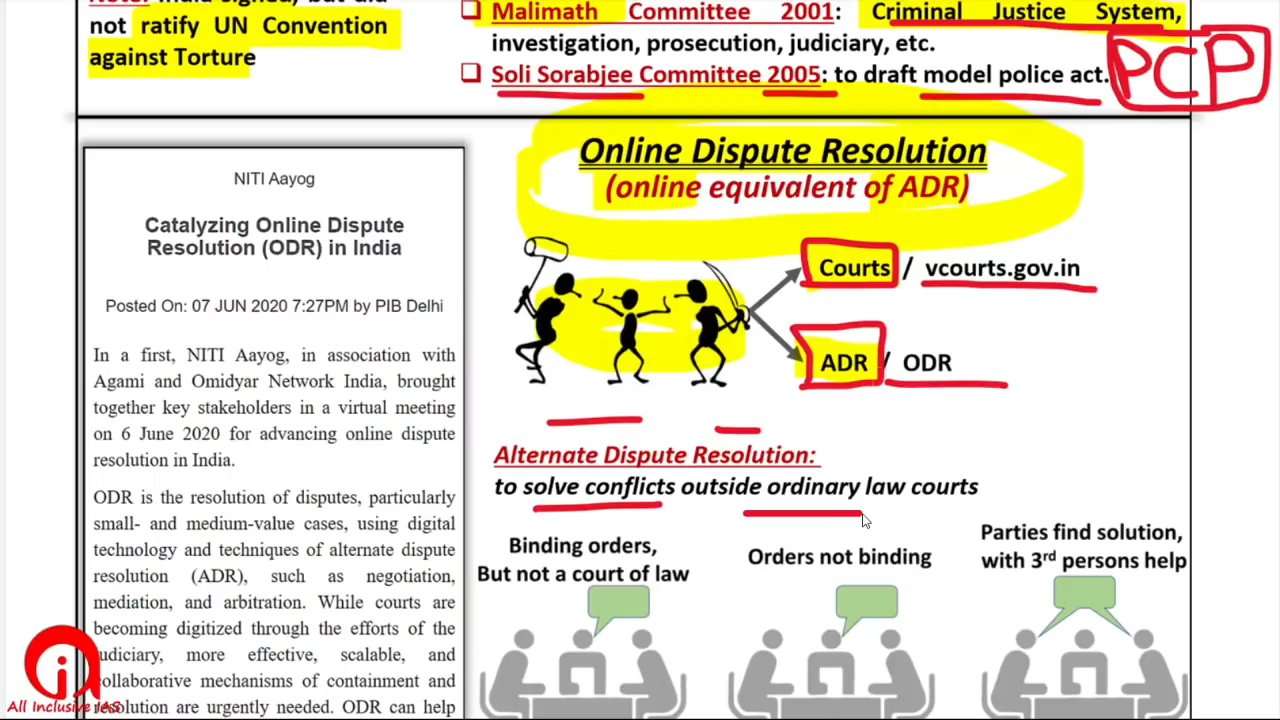 Note: India signed, but did
not ratify UN Convention
against Torture
❑ Malimath Committee 2001: Criminal Justice System,
investigation, prosecution, judiciary, etc.
❑ Soli Sorabjee Committee 2005: to draft model police act.
PCP
NITI Aayog
Catalyzing Online Dispute
Resolution (ODR) in India
Posted On: 07 JUN 2020 7:27PM by PIB Delhi
In a first, NITI Aayog, in association with
Agami and Omidyar Network India, brought
together key stakeholders in a virtual meeting
on 6 June 2020 for advancing online dispute
resolution in India.
ODR is the resolution of disputes, particularly
small- and medium-value cases, using digital
technology and techniques of alternate dispute
resolution (ADR), such as negotiation,
mediation, and arbitration. While courts are
becoming digitized through the efforts of the
judiciary, more effective, scalable, and
collaborative mechanisms of containment and
resolution are urgently needed. ODR can help
Online Dispute Resolution
(online equivalent of ADR)
Courts / vcourts.gov.in
ADR / ODR
Alternate Dispute Resolution:
to solve conflicts outside ordinary law courts
Binding orders,
But not a court of law
Orders not binding
Parties find solution,
with 3rd persons help
All Inclusive IAS